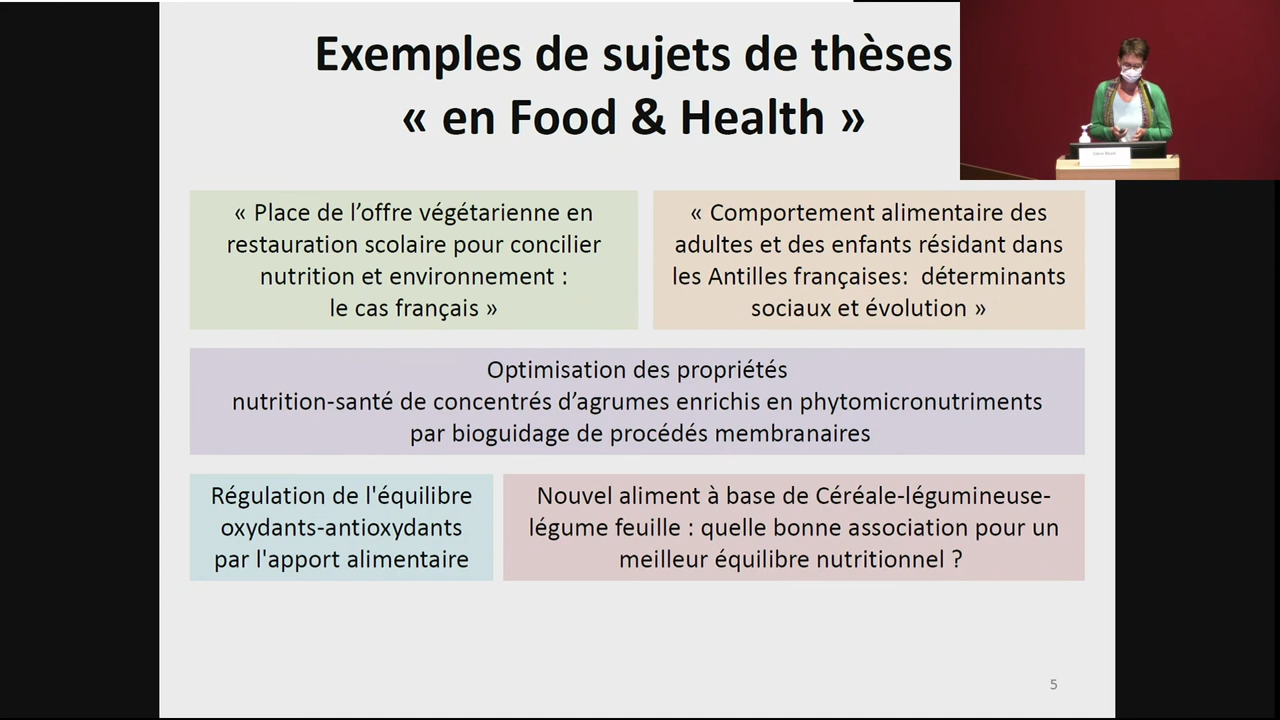 Exemples de sujets de thèses
« en Food & Health »
« Place de l’offre végétarienne en
restauration scolaire pour concilier
nutrition et environnement :
le cas français »
« Comportement alimentaire des
adultes et des enfants résidant dans
les Antilles françaises:  déterminants
sociaux et évolution »
Optimisation des propriétés
nutrition-santé de concentrés d’agrumes enrichis en phytomicronutriments
par bioguidage de procédés membranaires
Régulation de l'équilibre
oxydants-antioxydants
par l'apport alimentaire
Nouvel aliment à base de Céréale-légumineuse-
légume feuille : quelle bonne association pour un
meilleur équilibre nutritionnel ?
5